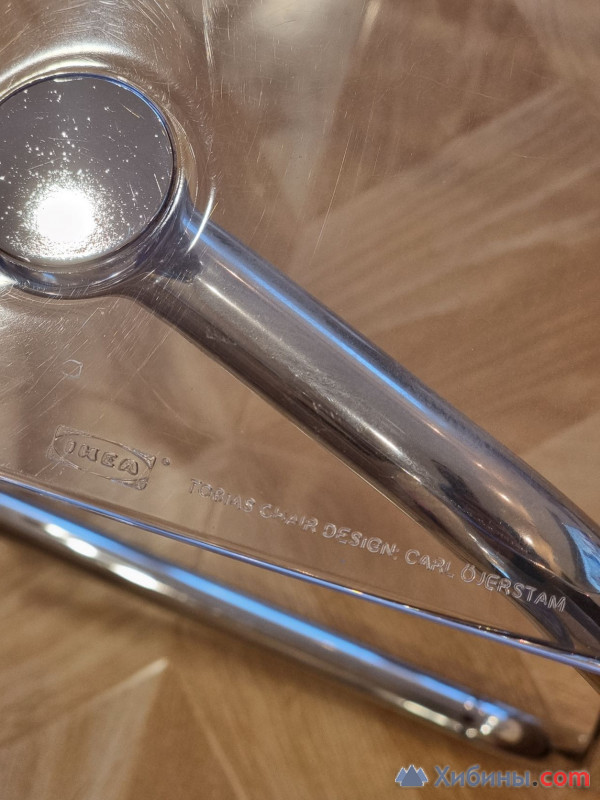 IKEA®
TOBIAS CHAIR DESIGN: CARL ÖJERSTAM
Хибины.com